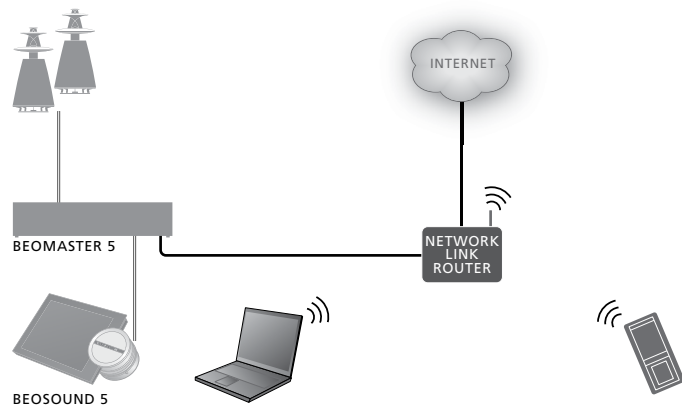 INTERNET
BEOMASTER 5
NETWORK
LINK
ROUTER
BEOSOUND 5